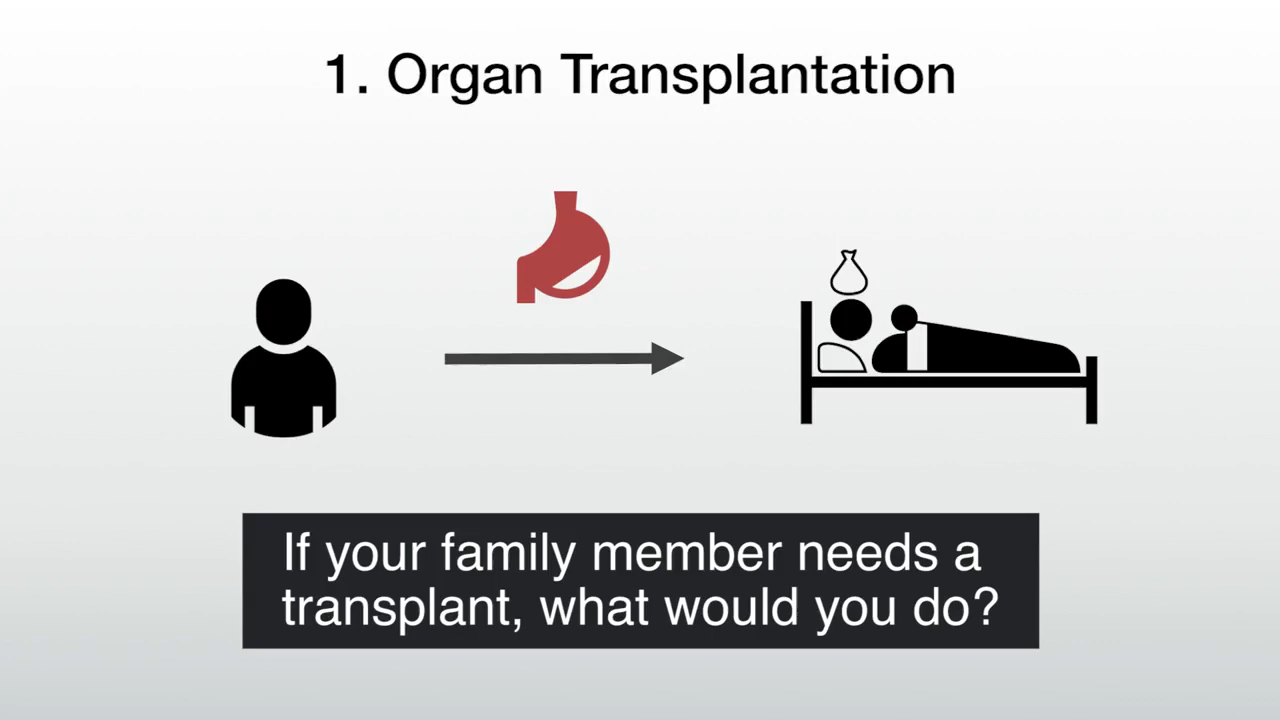 1. Organ Transplantation
If your family member needs a
transplant, what would you do?